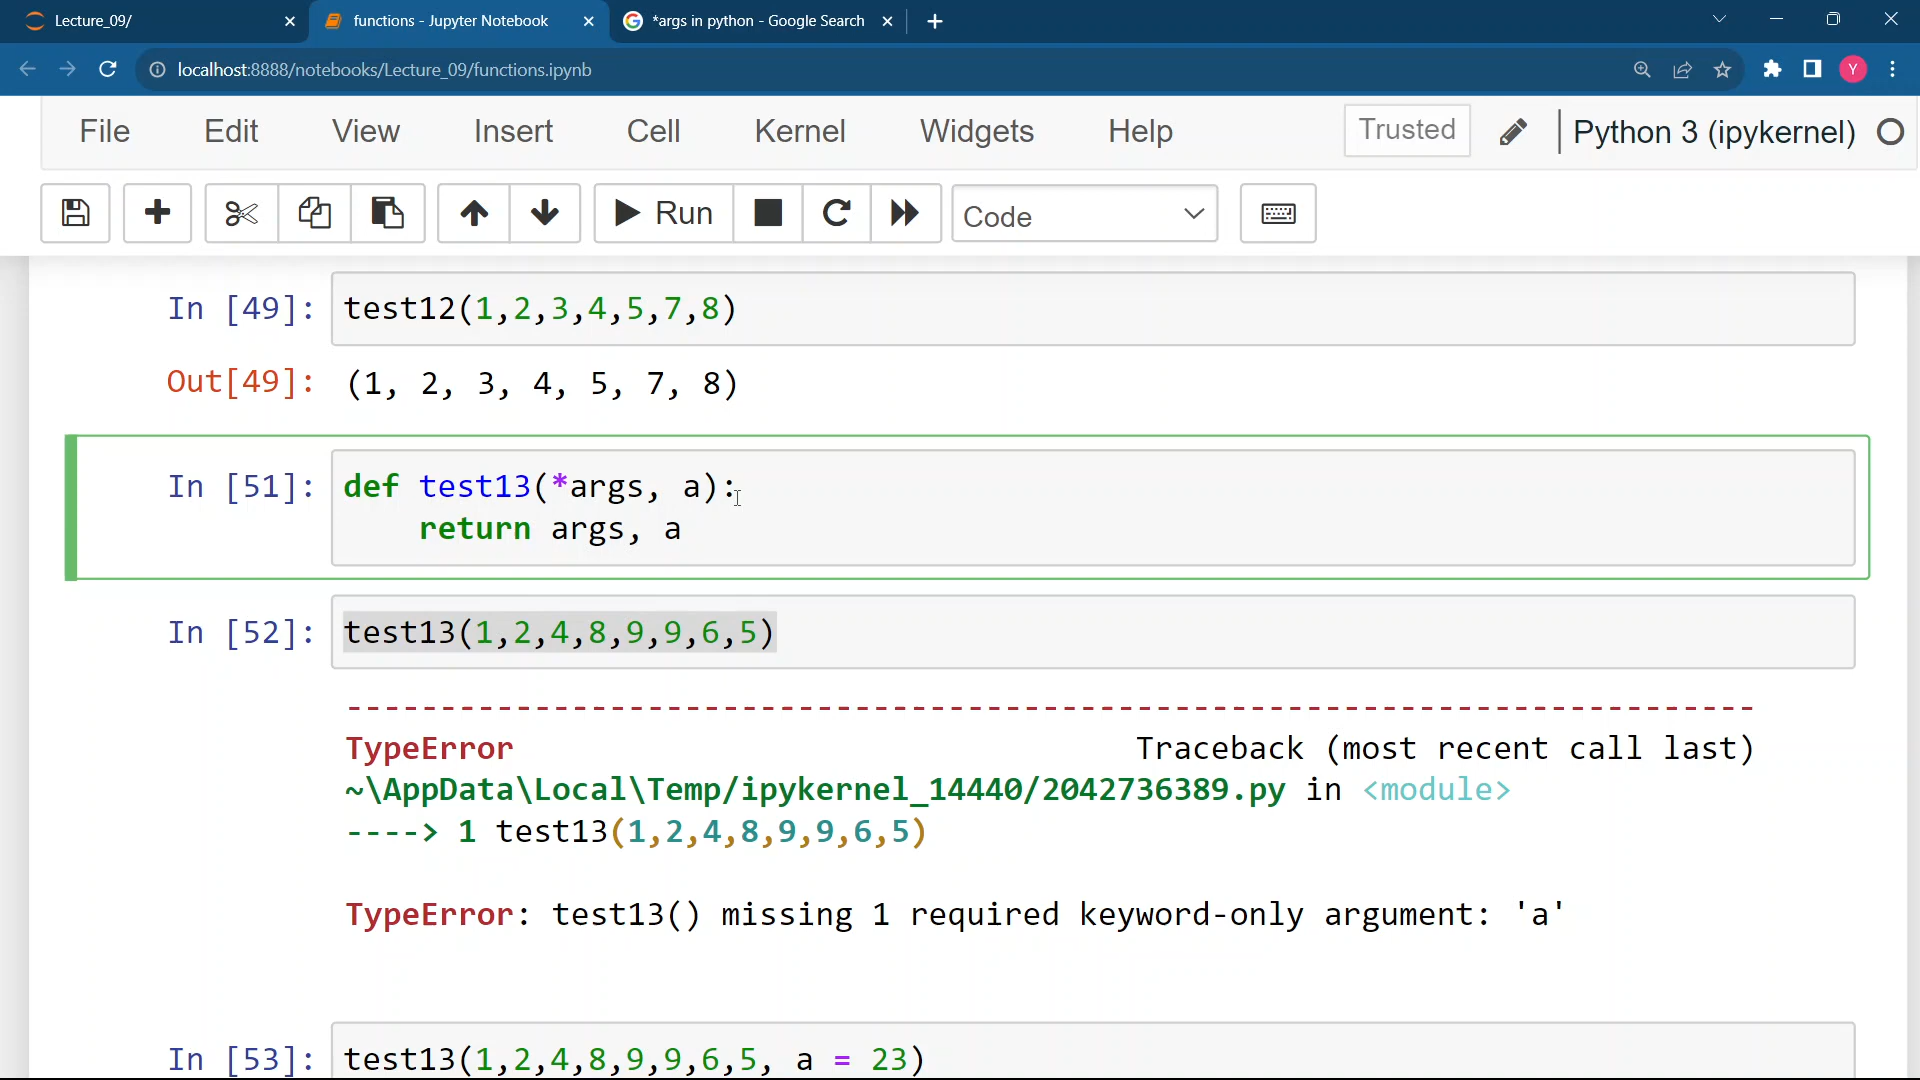 Lecture_09/
functions - Jupyter Notebook
*args in python - Google Search
localhost:8888/notebooks/Lecture_09/functions.ipynb
Y
File Edit View Insert Cell Kernel Widgets Help
Trusted
Python 3 (ipykernel)
Run
Code
In [49]: test12(1,2,3,4,5,7,8)
Out[49]: (1, 2, 3, 4, 5, 7, 8)
In [51]: def test13(*args, a):
return args, a
In [52]: test13(1,2,4,8,9,9,6,5)
---------------------------------------------------------------------------
TypeError Traceback (most recent call last)
~\AppData\Local\Temp/ipykernel_14440/2042736389.py in <module>
----> 1 test13(1,2,4,8,9,9,6,5)
TypeError: test13() missing 1 required keyword-only argument: 'a'
In [53]: test13(1,2,4,8,9,9,6,5, a = 23)